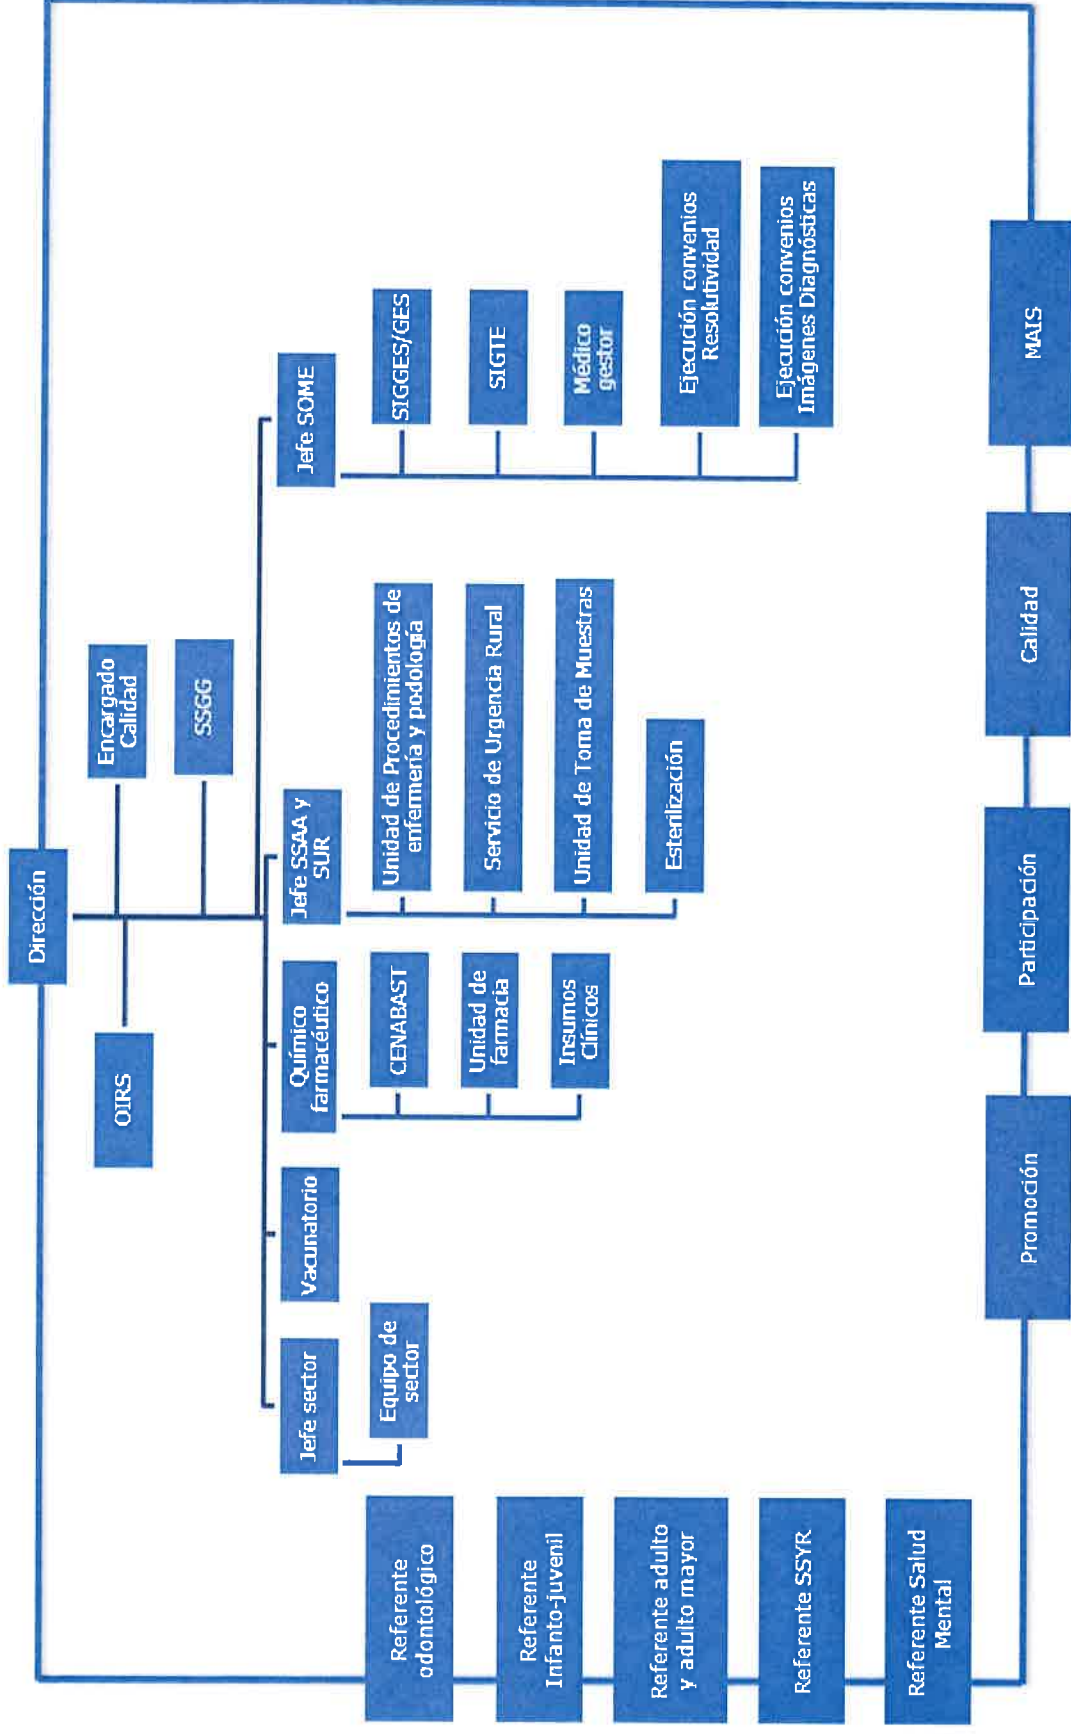 Dirección
OIRS
Encargado
Calidad
SSGG
Jefe sector
Equipo de
sector
Vacunatorio
Químico
farmacéutico
CENABAST
Unidad de
farmacia
Insumos
Clínicos
Jefe SSAA y
SUR
Unidad de Procedimientos de
enfermería y podología
Servicio de Urgencia Rural
Unidad de Toma de Muestras
Esterilización
Jefe SOME
SIGGES/GES
SIGTE
Médico
gestor
Ejecución convenios
Resolutividad
Ejecución convenios
Imágenes Diagnósticas
Referente
odontológico
Referente
Infanto-juvenil
Referente adulto
y adulto mayor
Referente SSYR
Referente Salud
Mental
Promoción
Participación
Calidad
MAIS